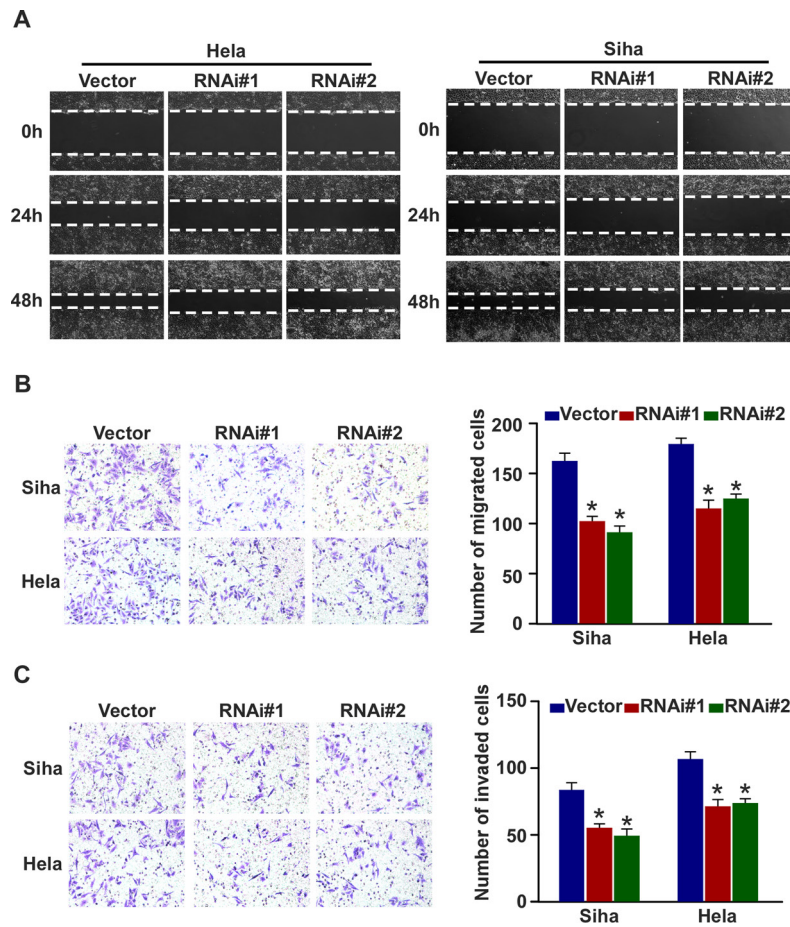 A
Hela
Siha
Vector RNAi#1 RNAi#2
Vector RNAi#1 RNAi#2
0h
0h
24h
24h
48h
48h
B
Vector RNAi#1 RNAi#2
Siha
Hela
Vector RNAi#1 RNAi#2
Number of migrated cells
200
150
100
50
0
* * * *
Siha Hela
C
Vector RNAi#1 RNAi#2
Siha
Hela
Vector RNAi#1 RNAi#2
Number of invaded cells
150
100
50
0
* * * *
Siha Hela